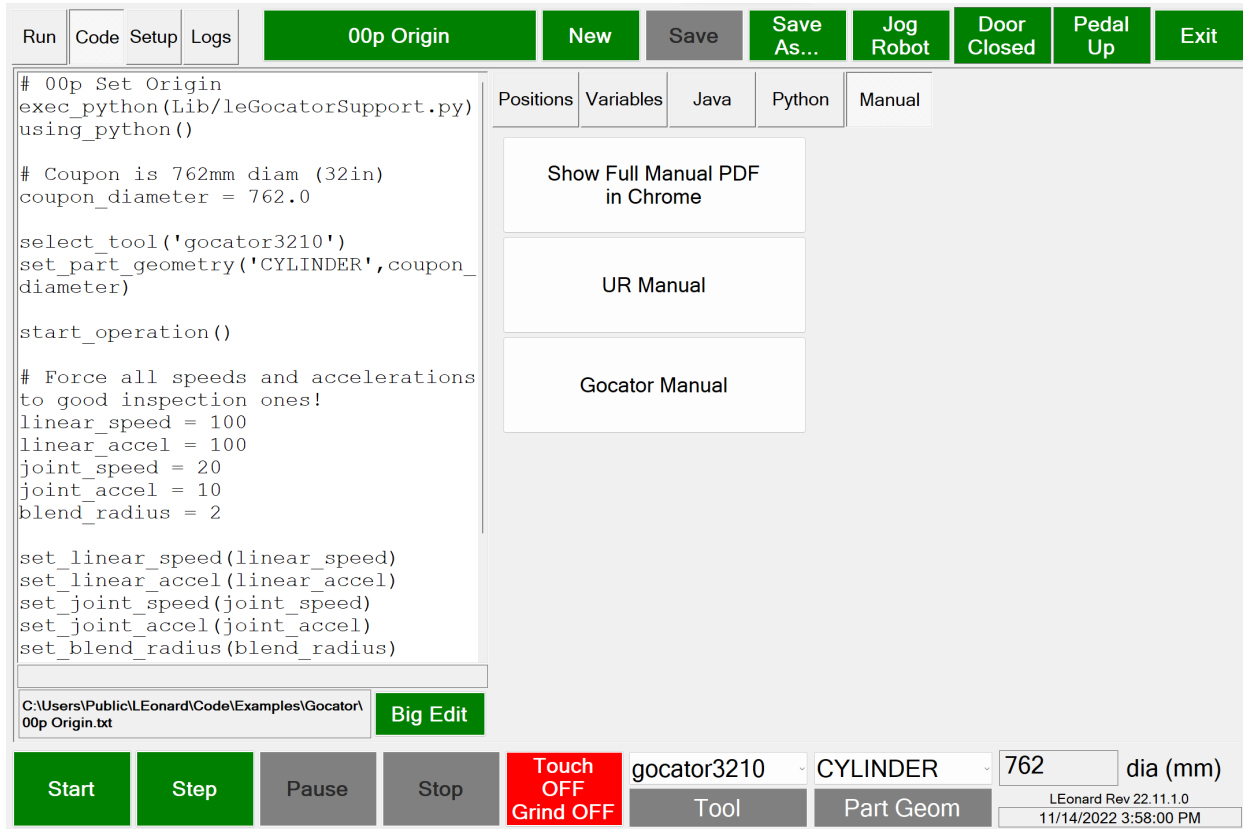 Run Code Setup Logs 00p Origin New Save Save As... Jog Robot Door Closed Pedal Up Exit
# 00p Set Origin
exec_python(Lib/leGocatorSupport.py)
using_python()
# Coupon is 762mm diam (32in)
coupon_diameter = 762.0
select_tool('gocator3210')
set_part_geometry('CYLINDER',coupon_
diameter)
start_operation()
# Force all speeds and accelerations
to good inspection ones!
linear_speed = 100
linear_accel = 100
joint_speed = 20
joint_accel = 10
blend_radius = 2
set_linear_speed(linear_speed)
set_linear_accel(linear_accel)
set_joint_speed(joint_speed)
set_joint_accel(joint_accel)
set_blend_radius(blend_radius)
C:\Users\Public\LEonard\Code\Examples\Gocator\
00p Origin.txt
Big Edit
Positions Variables Java Python Manual
Show Full Manual PDF
in Chrome
UR Manual
Gocator Manual
Start Step Pause Stop
Touch
OFF
Grind OFF
gocator3210
Tool
CYLINDER
Part Geom
762 dia (mm)
LEonard Rev 22.11.1.0
11/14/2022 3:58:00 PM